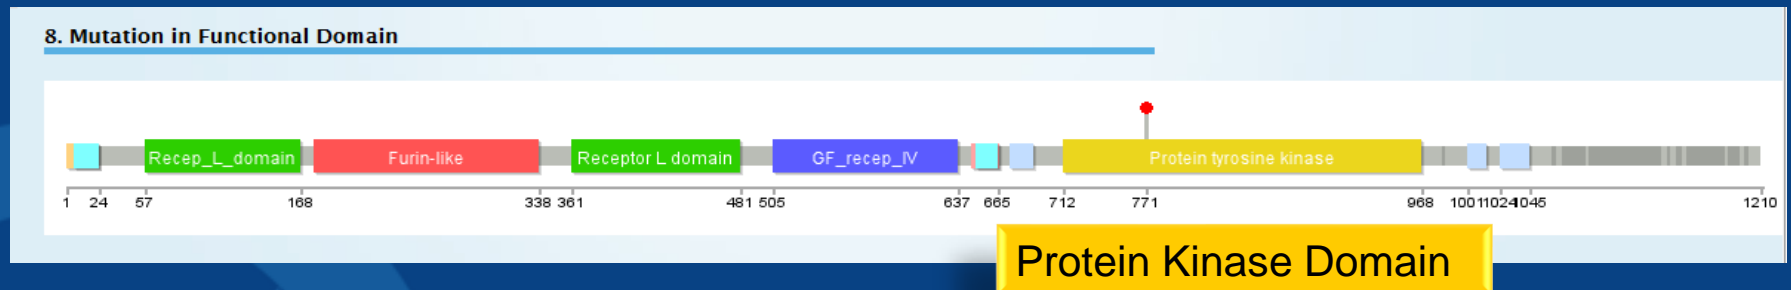 8. Mutation in Functional Domain
Recep_L_domain Furin-like Receptor L domain GF_recep_IV Protein tyrosine kinase
1 24 57 168 338 361 481 505 637 665 712 771 968 1001 1024 1045 1210
Protein Kinase Domain